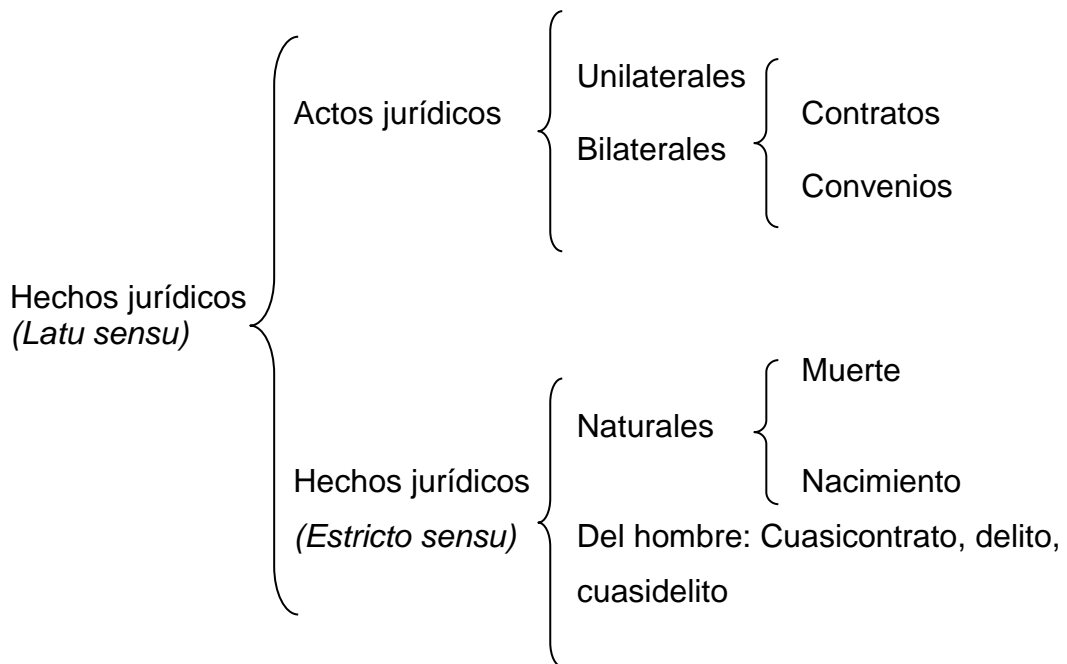 Unilaterales
Actos jurídicos
Contratos
Bilaterales
Convenios
Hechos jurídicos
(Latu sensu)
Muerte
Naturales
Hechos jurídicos
Nacimiento
(Estricto sensu)
Del hombre: Cuasicontrato, delito,
cuasidelito